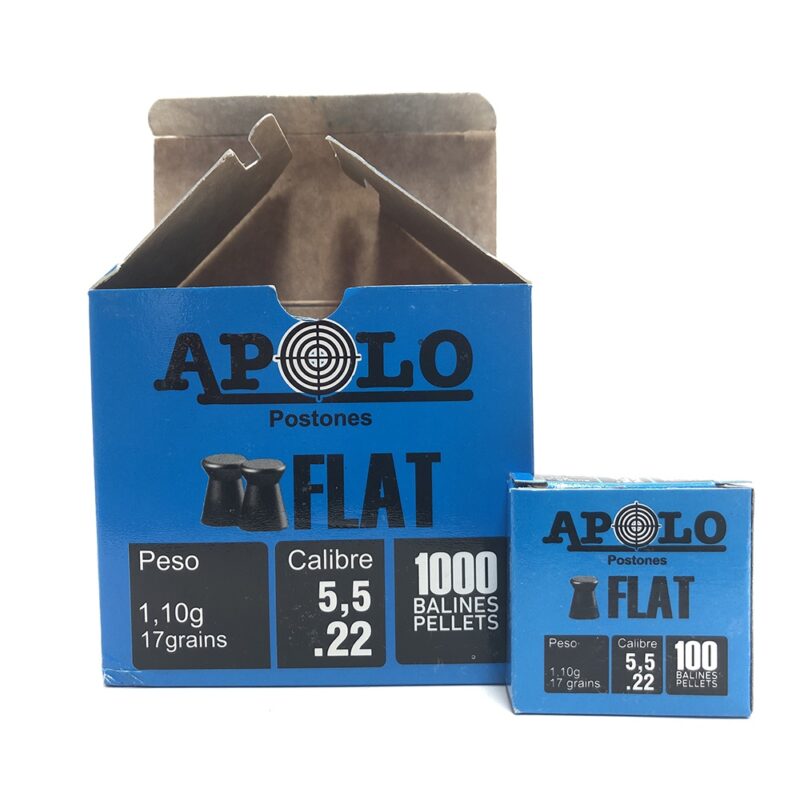 APOLO
Postones
FLAT
Peso
1,10g
17grains
Calibre
5,5
.22
1000
BALINES
PELLETS
APOLO
Postones
FLAT
Peso
1,10g
17 grains
Calibre
5,5
.22
100
BALINES
PELLETS